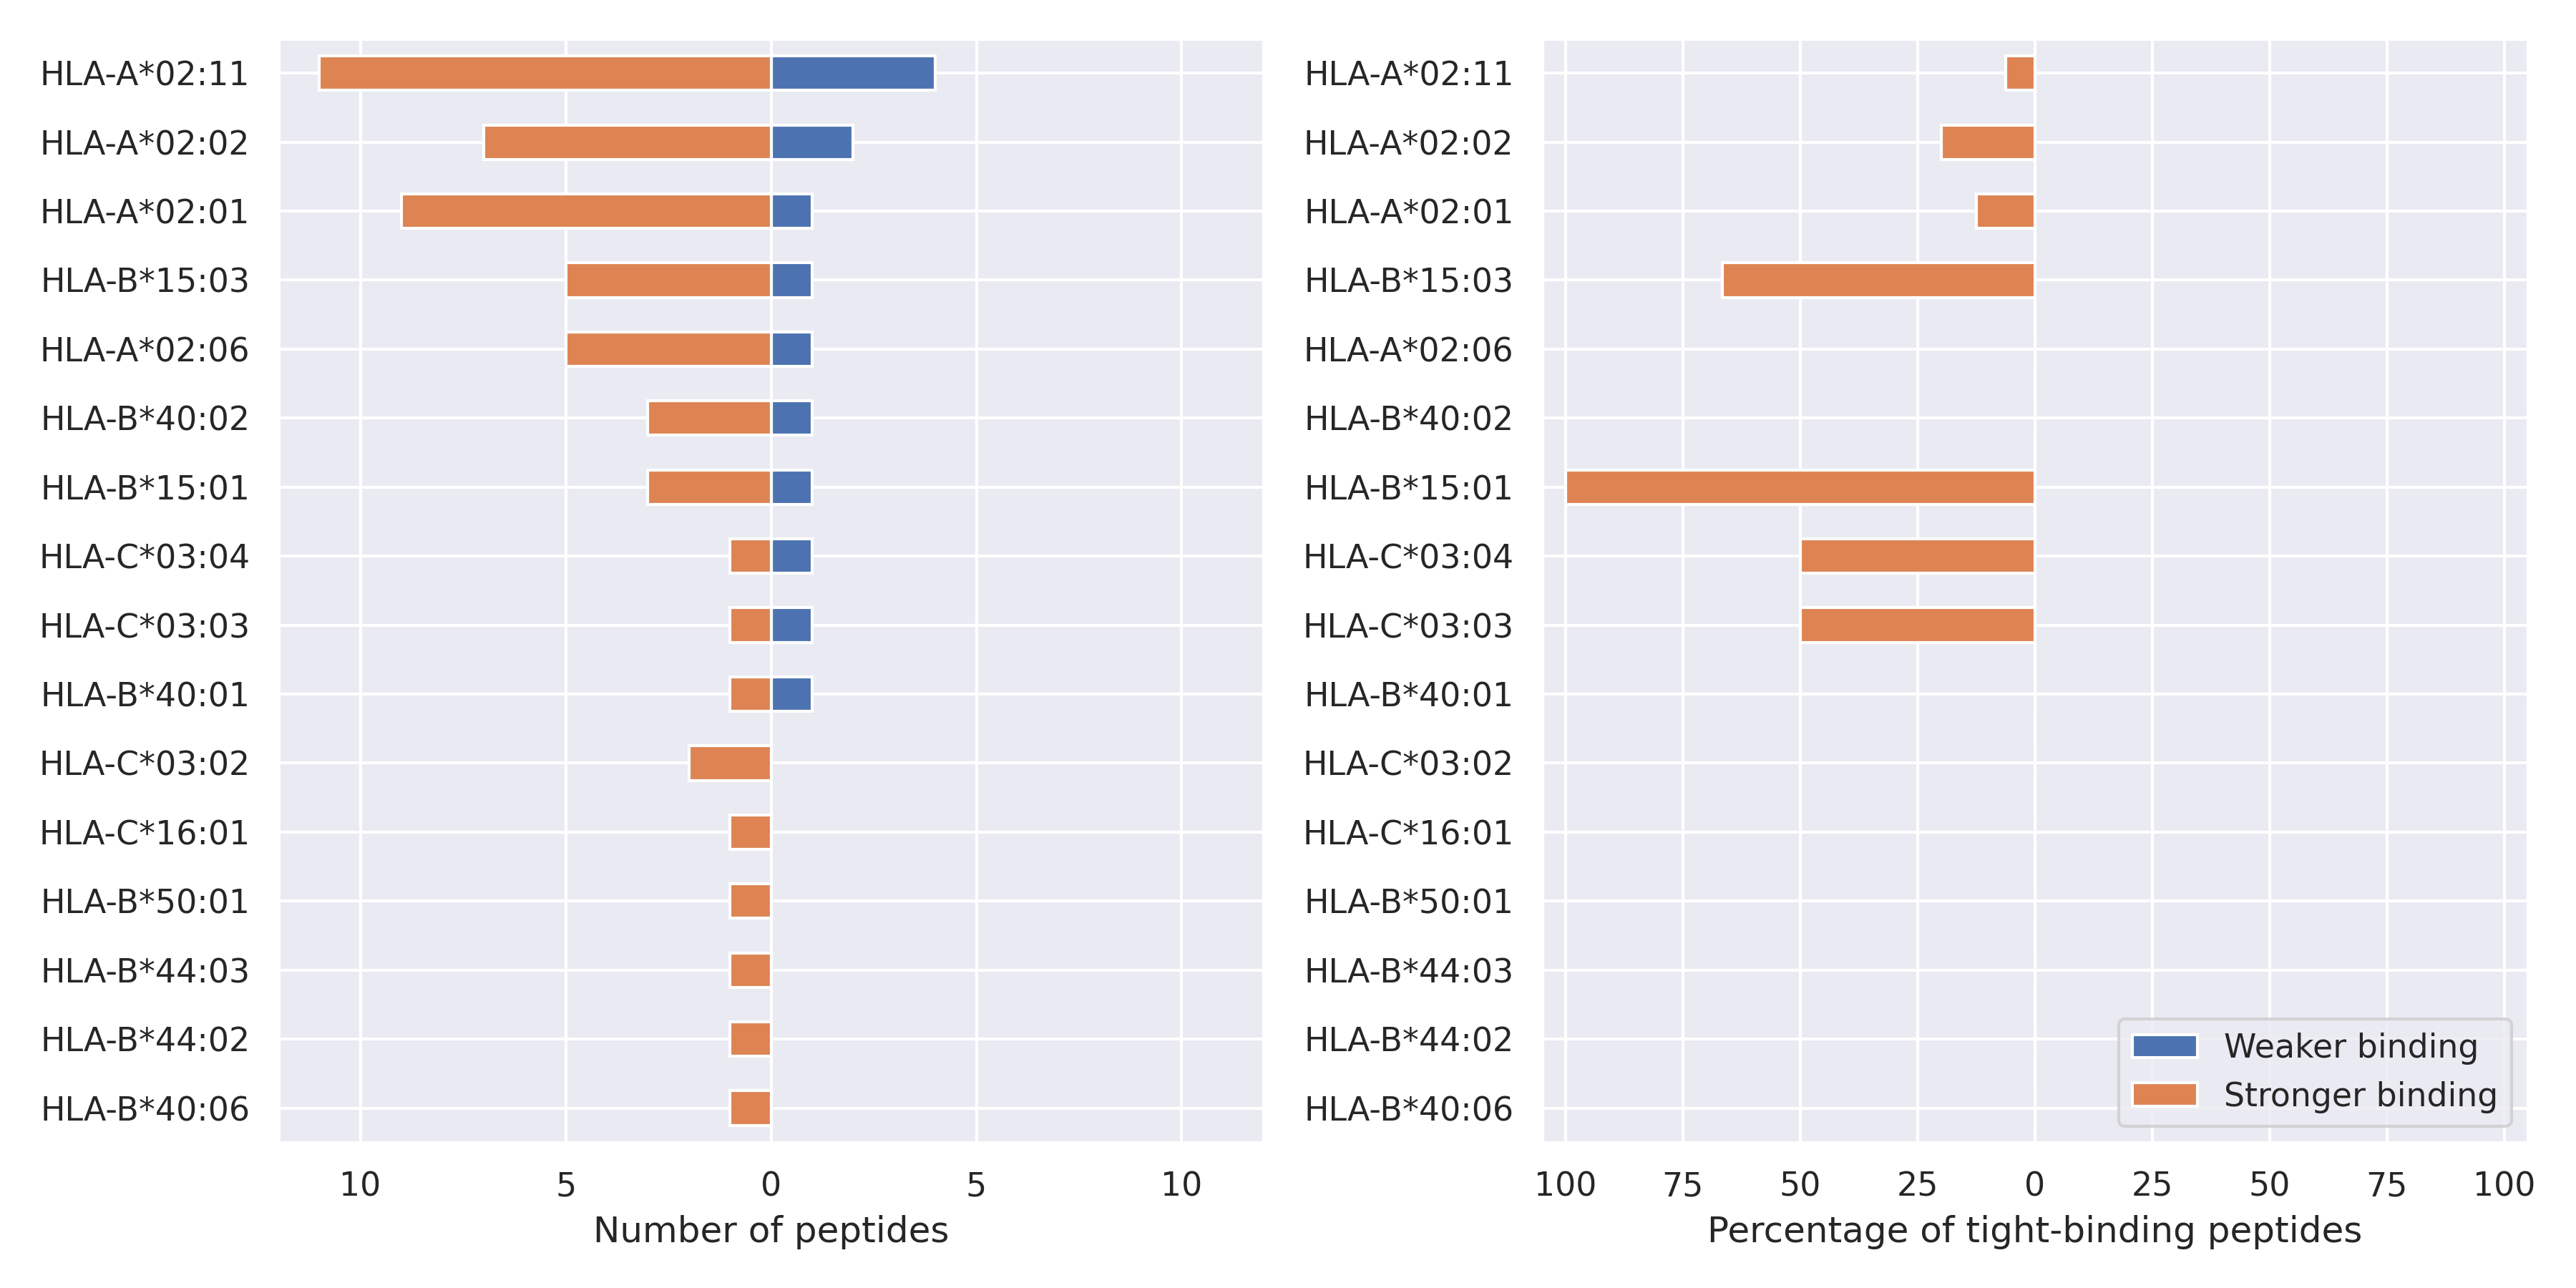 HLA-A*02:11
HLA-A*02:02
HLA-A*02:01
HLA-B*15:03
HLA-A*02:06
HLA-B*40:02
HLA-B*15:01
HLA-C*03:04
HLA-C*03:03
HLA-B*40:01
HLA-C*03:02
HLA-C*16:01
HLA-B*50:01
HLA-B*44:03
HLA-B*44:02
HLA-B*40:06
10 5 0 5 10
Number of peptides
HLA-A*02:11
HLA-A*02:02
HLA-A*02:01
HLA-B*15:03
HLA-A*02:06
HLA-B*40:02
HLA-B*15:01
HLA-C*03:04
HLA-C*03:03
HLA-B*40:01
HLA-C*03:02
HLA-C*16:01
HLA-B*50:01
HLA-B*44:03
HLA-B*44:02
HLA-B*40:06
Weaker binding
Stronger binding
100 75 50 25 0 25 50 75 100
Percentage of tight-binding peptides